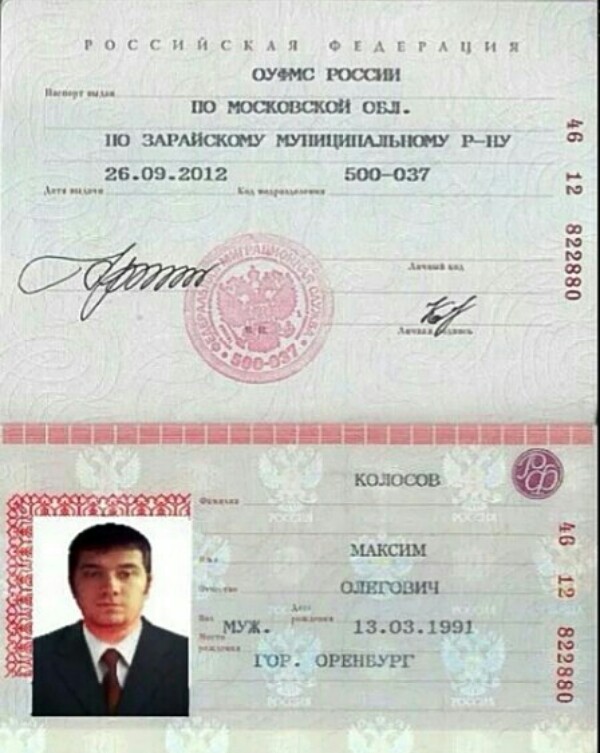 РОССИЙСКАЯ ФЕДЕРАЦИЯ
Паспорт выдан
ОУФМС РОССИИ
ПО МОСКОВСКОЙ ОБЛ.
ПО ЗАРАЙСКОМУ МУНИЦИПАЛЬНОМУ Р-НУ
Дата выдачи 26.09.2012 Код подразделения 500-037
Личный код
Личная подпись
ФЕДЕРАЛЬНАЯ МИГРАЦИОННАЯ СЛУЖБА
М.П.
500-037
46 12 822880
РФ
Фамилия КОЛОСОВ
Имя МАКСИМ
Отчество ОЛЕГОВИЧ
Пол МУЖ. Дата рождения 13.03.1991
Место рождения ГОР. ОРЕНБУРГ
РОССИЯ
46 12 822880